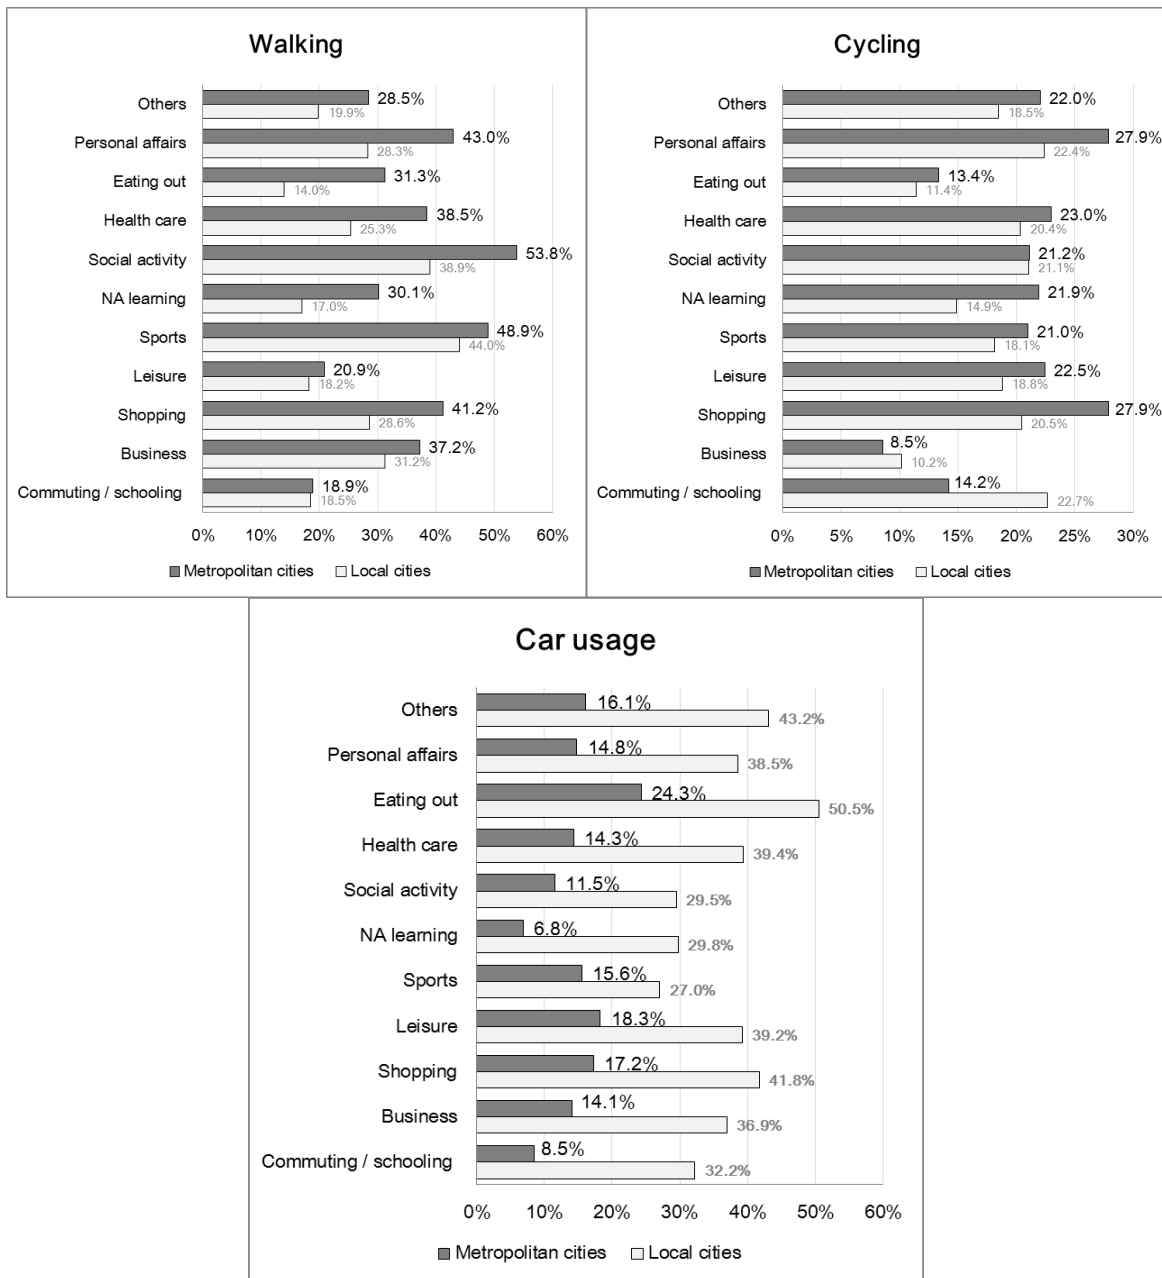 Walking
Others 28.5%
19.9%
Personal affairs 43.0%
28.3%
Eating out 31.3%
14.0%
Health care 38.5%
25.3%
Social activity 53.8%
38.9%
NA learning 30.1%
17.0%
Sports 48.9%
44.0%
Leisure 20.9%
18.2%
Shopping 41.2%
28.6%
Business 37.2%
31.2%
Commuting / schooling 18.9%
18.5%
0% 10% 20% 30% 40% 50% 60%
Metropolitan cities Local cities
Cycling
Others 22.0%
18.5%
Personal affairs 27.9%
22.4%
Eating out 13.4%
11.4%
Health care 23.0%
20.4%
Social activity 21.2%
21.1%
NA learning 21.9%
14.9%
Sports 21.0%
18.1%
Leisure 22.5%
18.8%
Shopping 27.9%
20.5%
Business 8.5%
10.2%
Commuting / schooling 14.2%
22.7%
0% 5% 10% 15% 20% 25% 30%
Metropolitan cities Local cities
Car usage
Others 16.1%
43.2%
Personal affairs 14.8%
38.5%
Eating out 24.3%
50.5%
Health care 14.3%
39.4%
Social activity 11.5%
29.5%
NA learning 6.8%
29.8%
Sports 15.6%
27.0%
Leisure 18.3%
39.2%
Shopping 17.2%
41.8%
Business 14.1%
36.9%
Commuting / schooling 8.5%
32.2%
0% 10% 20% 30% 40% 50% 60%
Metropolitan cities Local cities